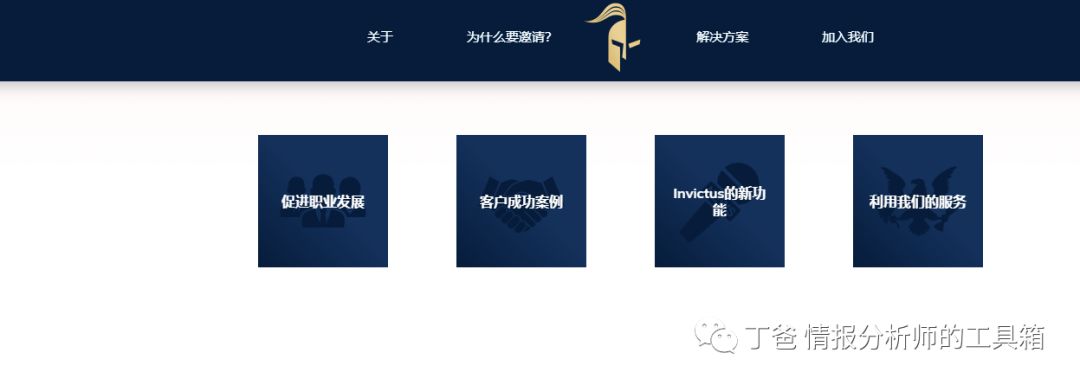 关于
为什么要邀请?
解决方案
加入我们
促进职业发展
客户成功案例
Invictus的新功
能
利用我们的服务
丁爸 情报分析师的工具箱